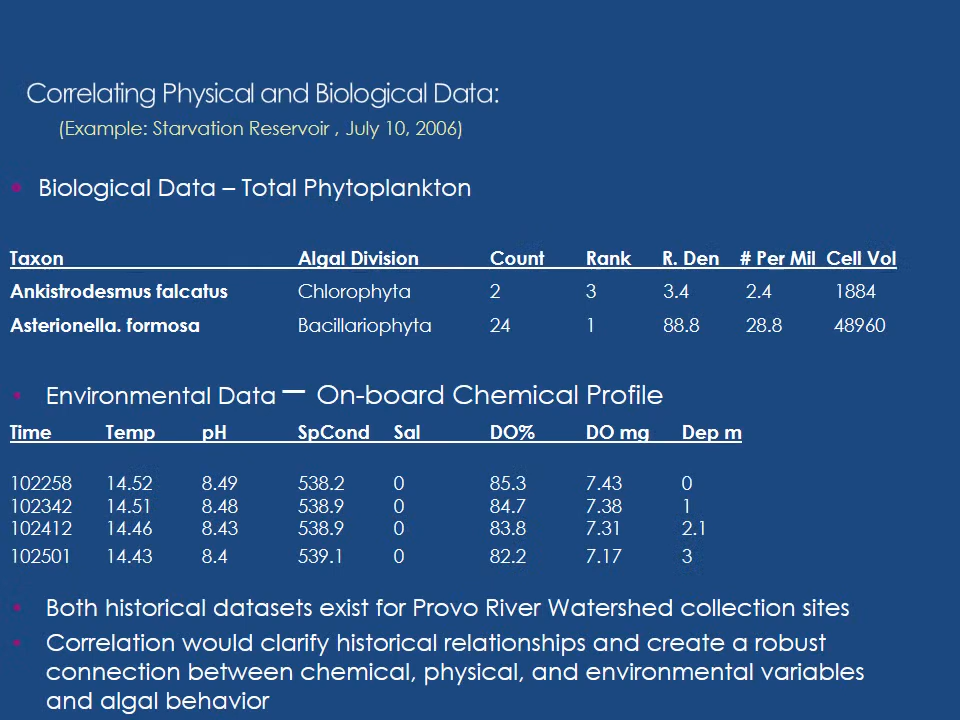 Correlating Physical and Biological Data:
(Example: Starvation Reservoir , July 10, 2006)
Biological Data – Total Phytoplankton
Taxon Algal Division Count Rank R. Den # Per Mil Cell Vol
Ankistrodesmus falcatus Chlorophyta 2 3 3.4 2.4 1884
Asterionella. formosa Bacillariophyta 24 1 88.8 28.8 48960
Environmental Data – On-board Chemical Profile
Time Temp pH SpCond Sal DO% DO mg Dep m
102258 14.52 8.49 538.2 0 85.3 7.43 0
102342 14.51 8.48 538.9 0 84.7 7.38 1
102412 14.46 8.43 538.9 0 83.8 7.31 2.1
102501 14.43 8.4 539.1 0 82.2 7.17 3
Both historical datasets exist for Provo River Watershed collection sites
Correlation would clarify historical relationships and create a robust
connection between chemical, physical, and environmental variables
and algal behavior